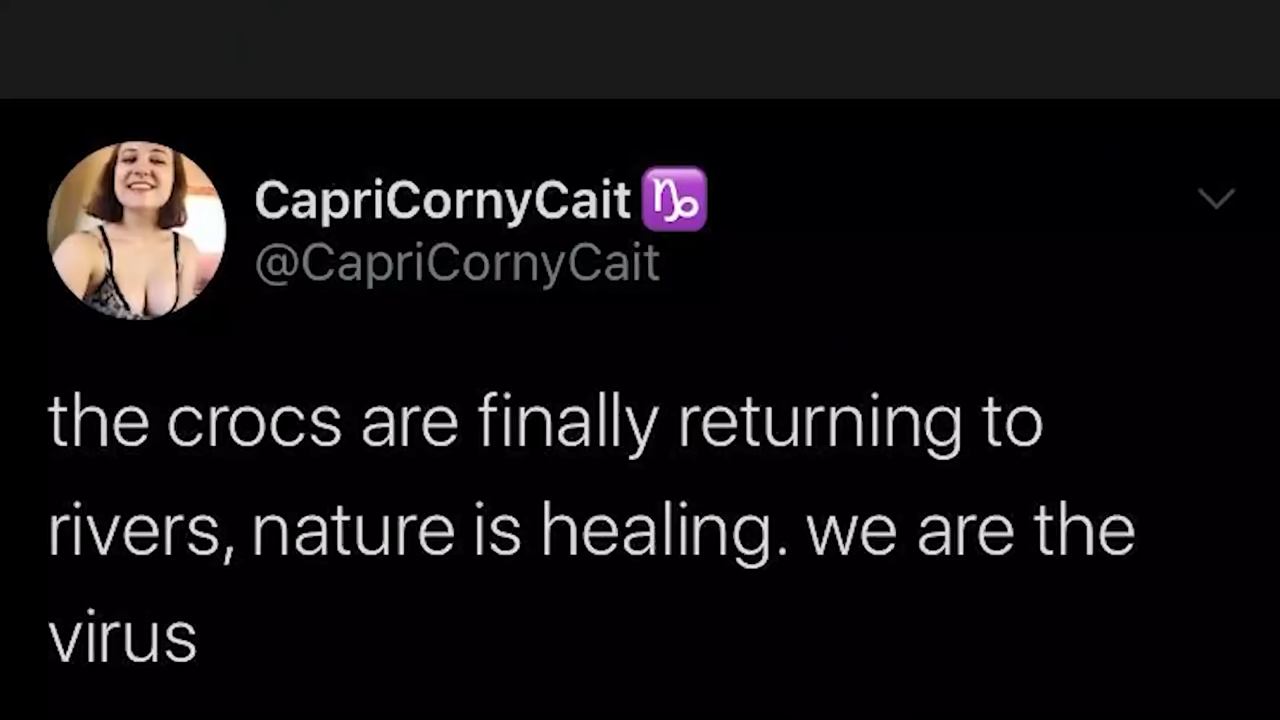 CapriCornyCait ♑
@CapriCornyCait
the crocs are finally returning to
rivers, nature is healing. we are the
virus